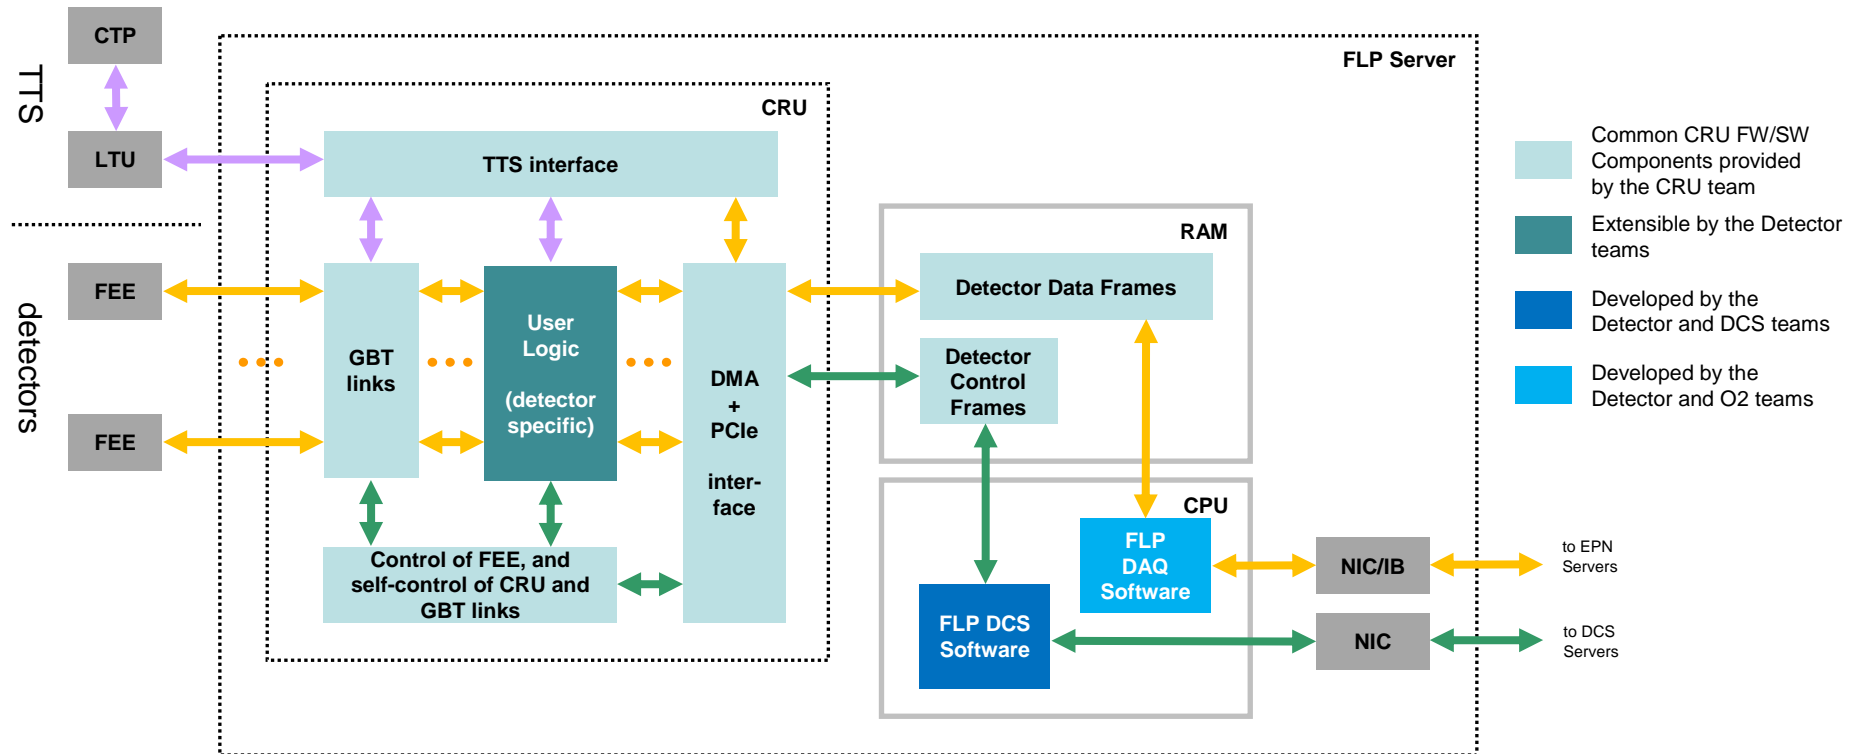 TTS
CTP
LTU
detectors
FEE
FEE
FLP Server
CRU
TTS interface
GBT
links
User
Logic
(detector
specific)
DMA
+
PCIe
inter-
face
Control of FEE, and
self-control of CRU and
GBT links
RAM
Detector Data Frames
Detector
Control
Frames
CPU
FLP
DAQ
Software
FLP DCS
Software
NIC/IB
NIC
to EPN
Servers
to DCS
Servers
Common CRU FW/SW
Components provided
by the CRU team
Extensible by the Detector
teams
Developed by the
Detector and DCS teams
Developed by the
Detector and O2 teams